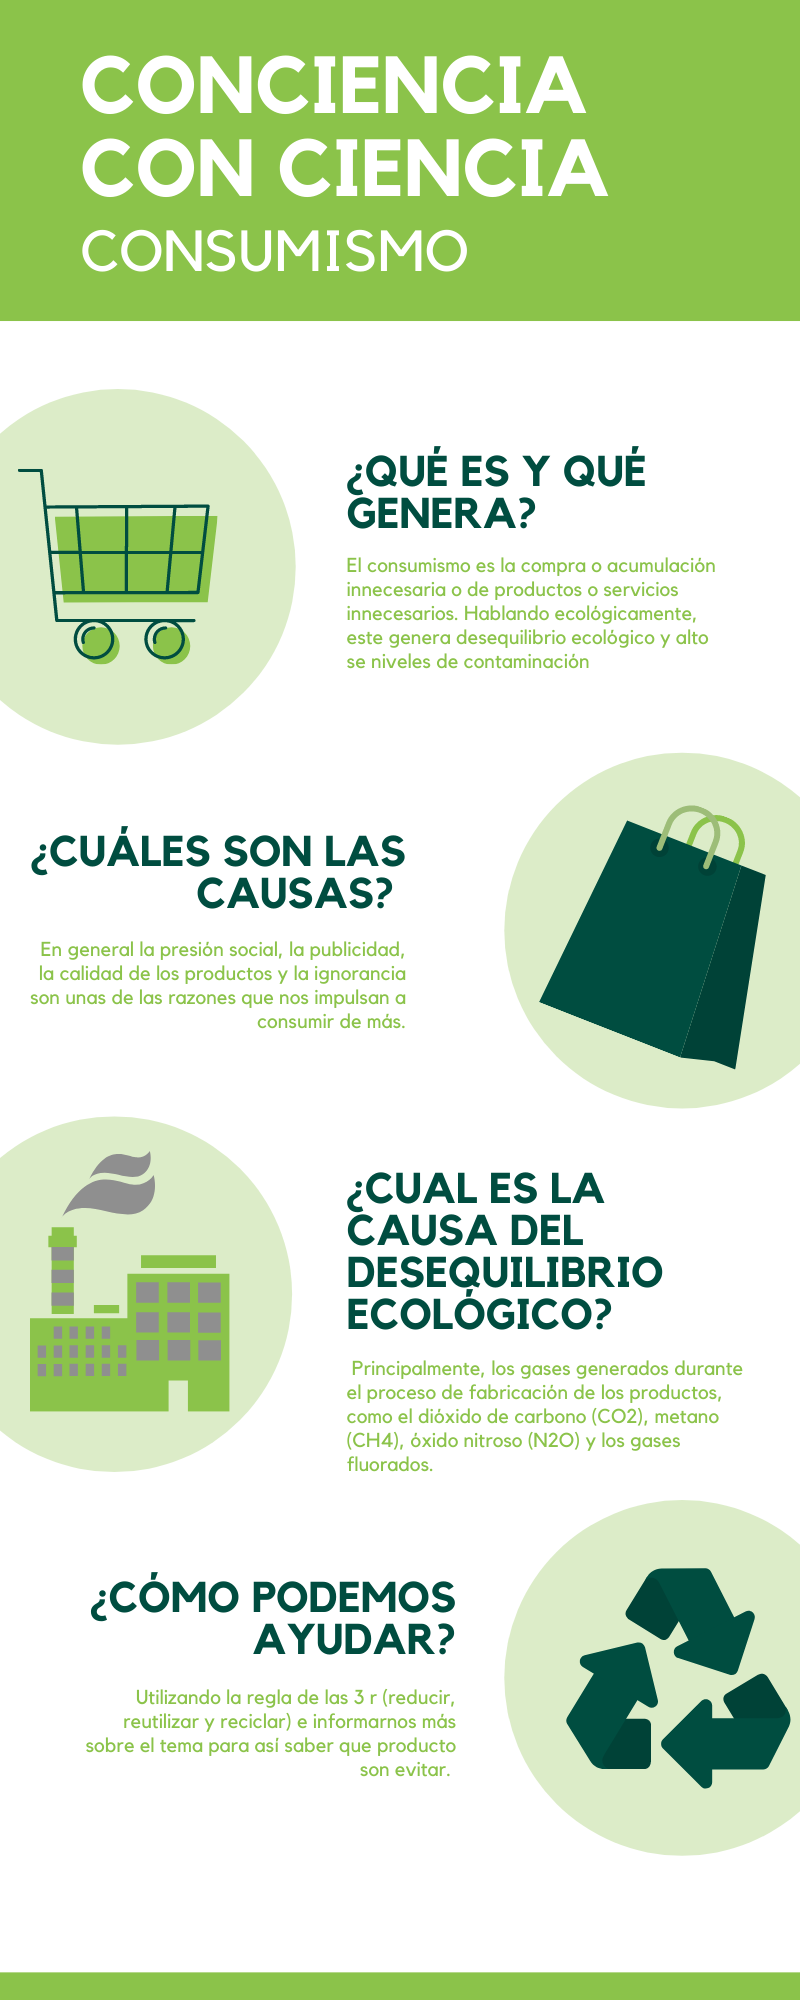 CONCIENCIA
CON CIENCIA
CONSUMISMO
¿QUÉ ES Y QUÉ
GENERA?
El consumismo es la compra o acumulación
innecesaria o de productos o servicios
innecesarios. Hablando ecológicamente,
este genera desequilibrio ecológico y alto
se niveles de contaminación
¿CUÁLES SON LAS
CAUSAS?
En general la presión social, la publicidad,
la calidad de los productos y la ignorancia
son unas de las razones que nos impulsan a
consumir de más.
¿CUAL ES LA
CAUSA DEL
DESEQUILIBRIO
ECOLÓGICO?
Principalmente, los gases generados durante
el proceso de fabricación de los productos,
como el dióxido de carbono (CO2), metano
(CH4), óxido nitroso (N2O) y los gases
fluorados.
¿CÓMO PODEMOS
AYUDAR?
Utilizando la regla de las 3 r (reducir,
reutilizar y reciclar) e informarnos más
sobre el tema para así saber que producto
son evitar.